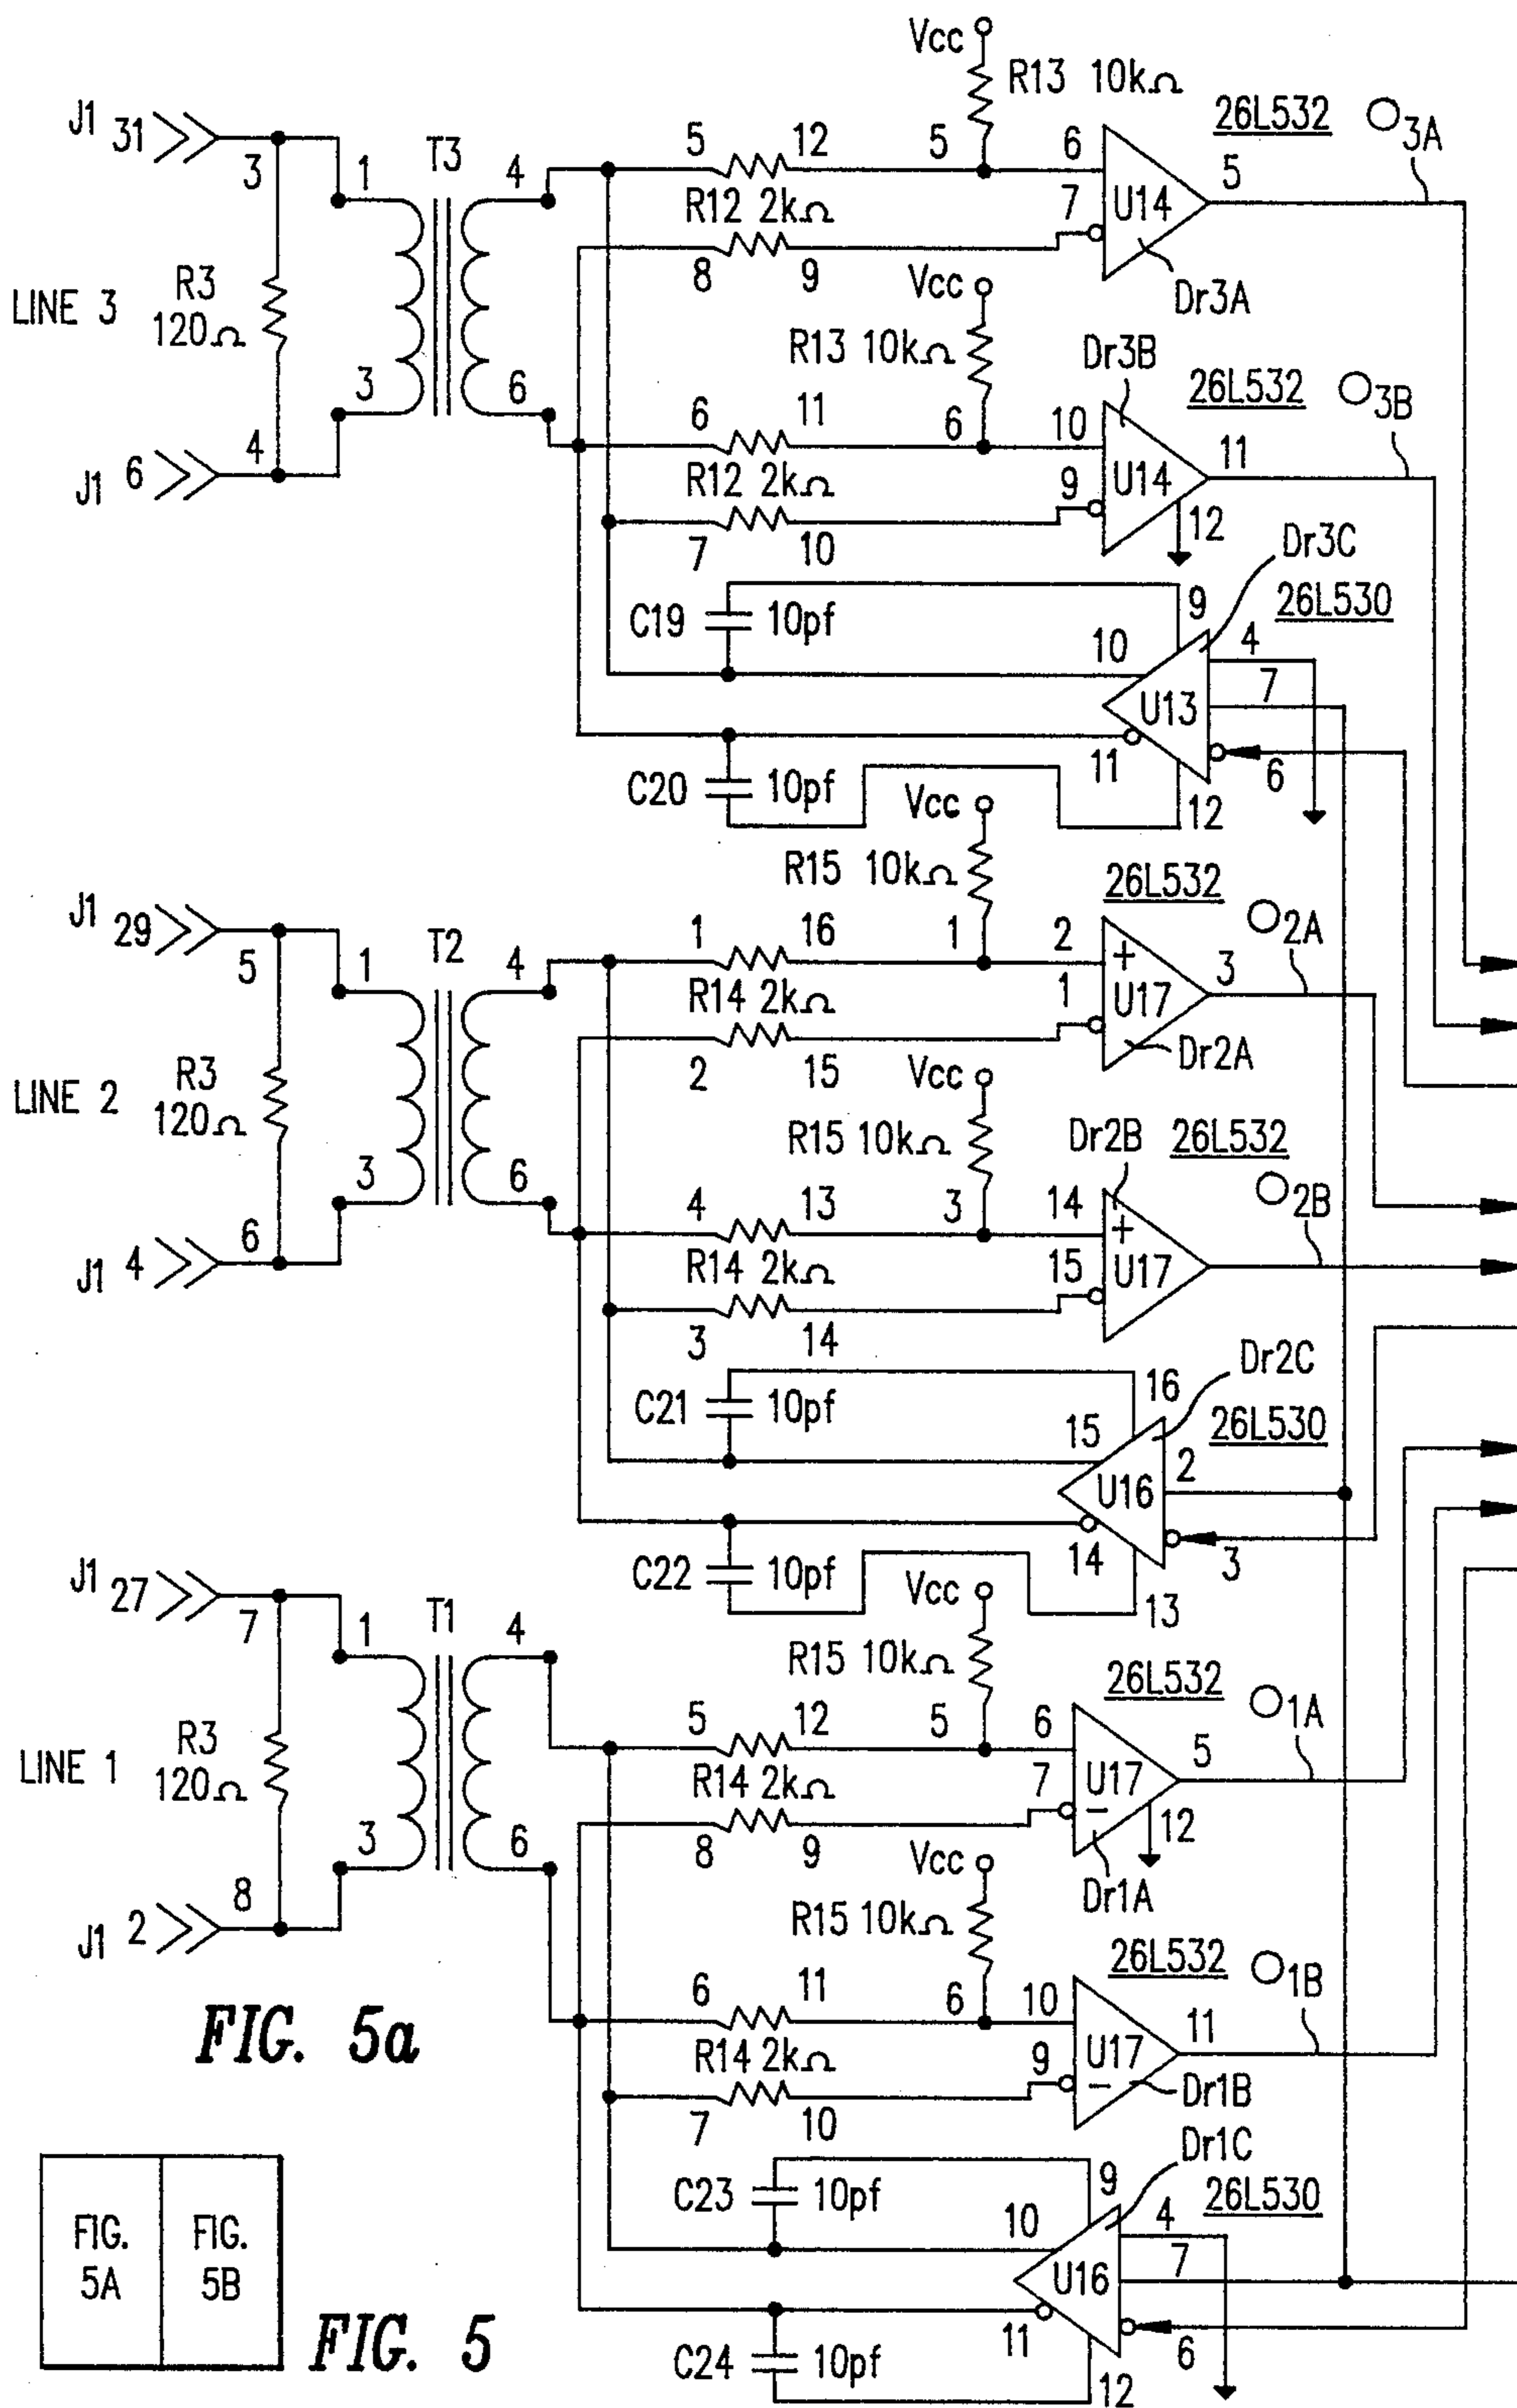 Vcc
R13 10kΩ
J1 31
3
1
T3
4
5
12
5
6
26L532
O3A
5
R12 2kΩ
7
U14
8
9
Dr3A
LINE 3
R3
120Ω
Vcc
R13 10kΩ
Dr3B
26L532
O3B
3
6
6
11
6
10
11
J1 6
4
R12 2kΩ
9
U14
7
10
12
Dr3C
C19
10pf
9
26L530
10
4
7
U13
11
6
C20
10pf
12
Vcc
R15 10kΩ
26L532
J1 29
5
1
T2
4
1
16
1
2
+
O2A
3
R14 2kΩ
1
U17
2
15
Dr2A
LINE 2
R3
120Ω
Vcc
R15 10kΩ
Dr2B
26L532
O2B
3
6
4
13
3
14
+
J1 4
6
R14 2kΩ
15
U17
3
14
Dr2C
C21
10pf
16
26L530
15
2
U16
14
3
C22
10pf
13
Vcc
R15 10kΩ
26L532
J1 27
7
1
T1
4
5
12
5
6
O1A
5
R14 2kΩ
7
U17
–
12
8
9
Dr1A
LINE 1
R3
120Ω
Vcc
R15 10kΩ
26L532
O1B
3
6
8
J1 2
6
11
6
10
11
R14 2kΩ
9
U17
–
Dr1B
7
10
FIG. 5a
Dr1C
C23
10pf
9
26L530
10
4
7
U16
11
6
C24
10pf
12
FIG.
5A
FIG.
5B
FIG. 5